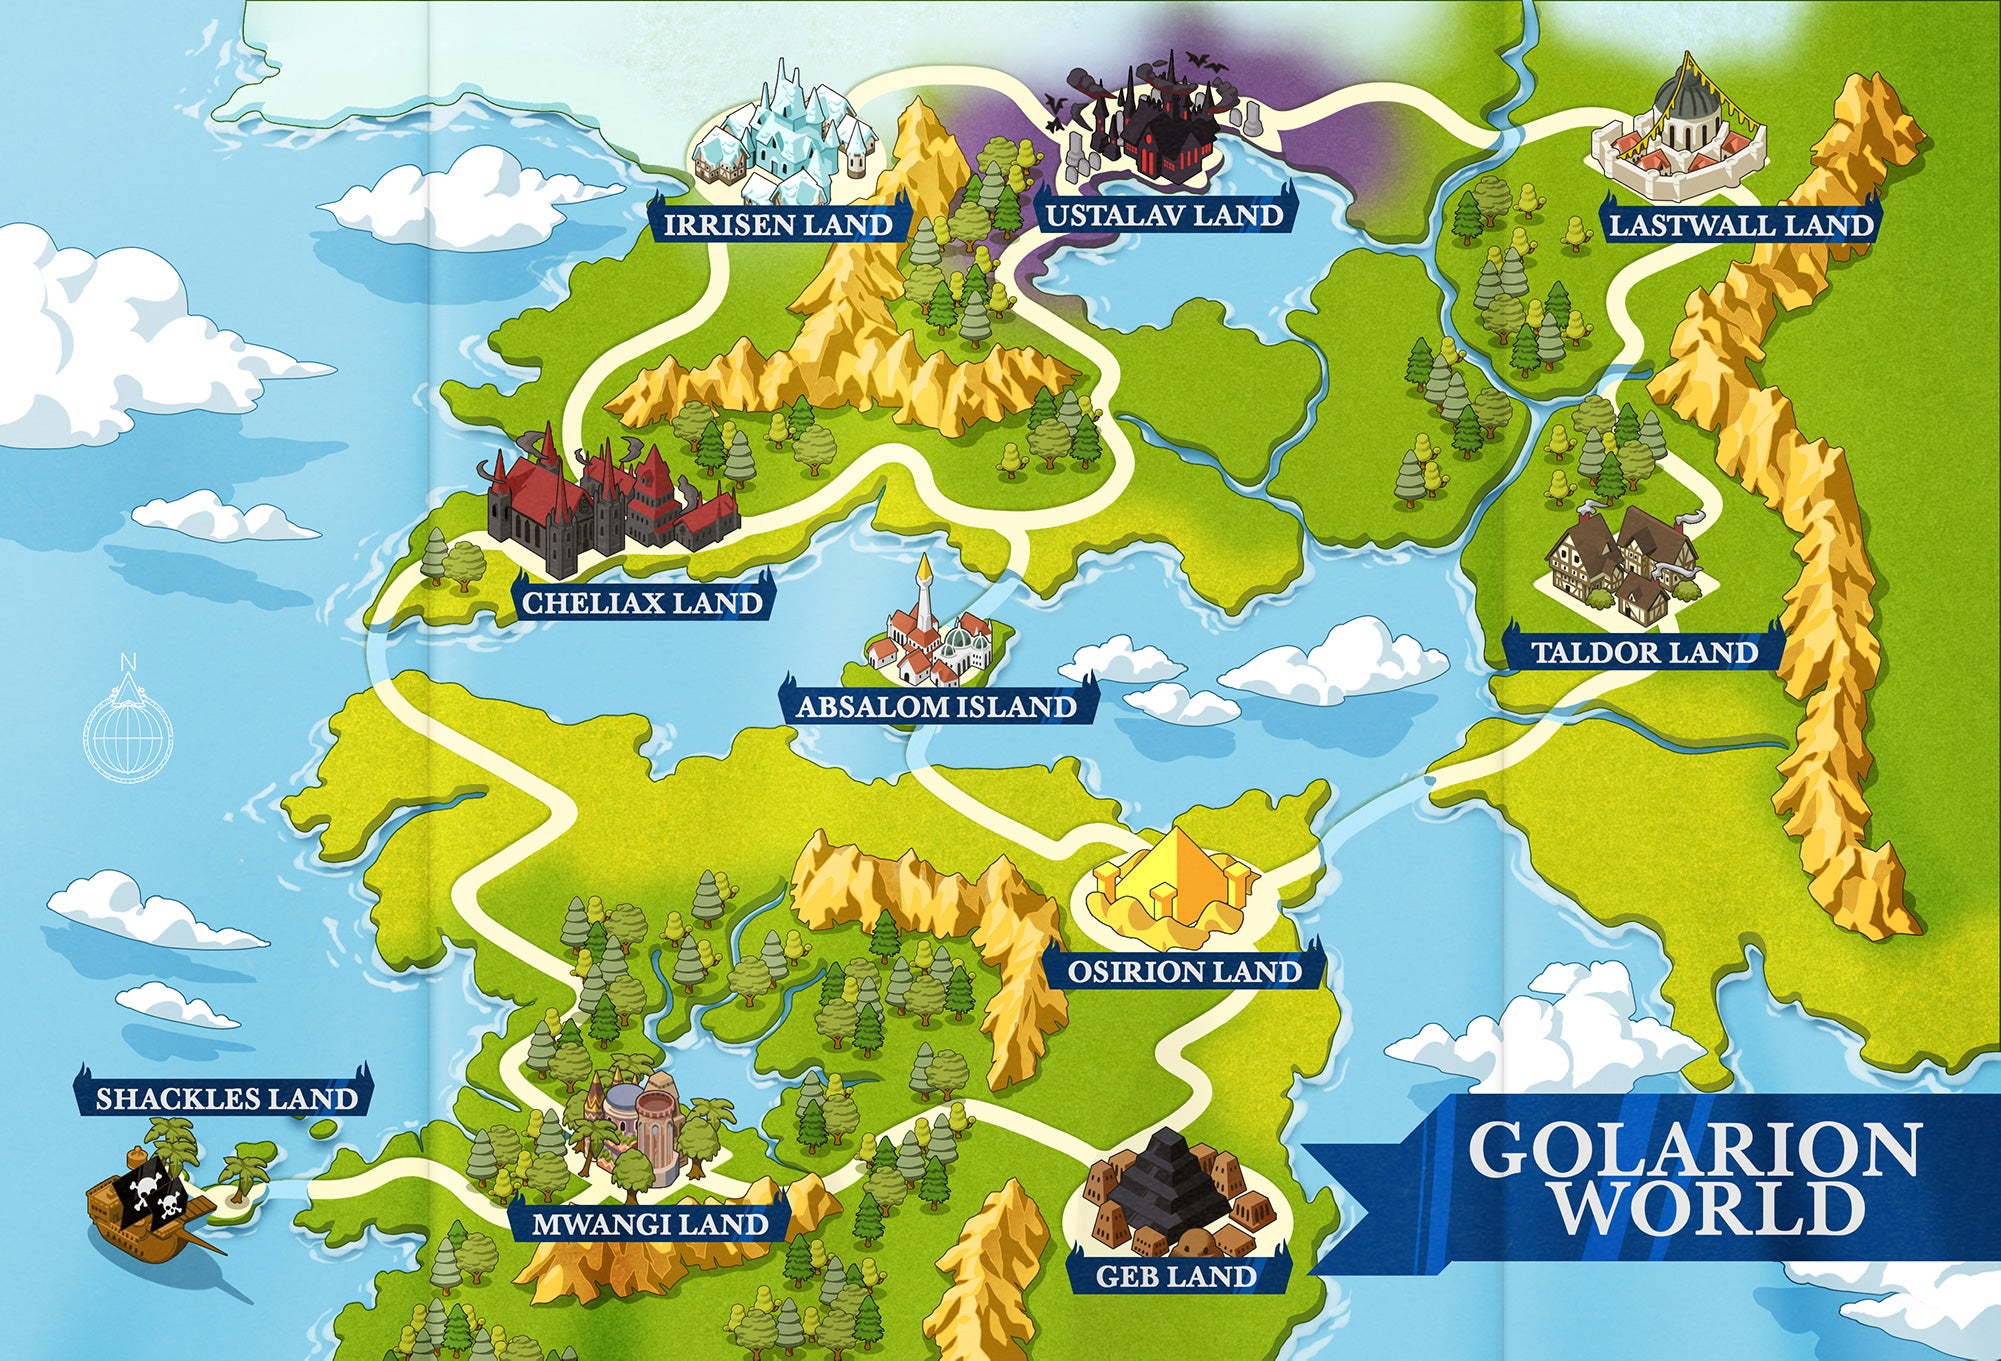 IRRISEN LAND
USTALAV LAND
LASTWALL LAND
CHELIAX LAND
TALDOR LAND
ABSALOM ISLAND
N
OSIRION LAND
SHACKLES LAND
MWANGI LAND
GEB LAND
GOLARION
WORLD